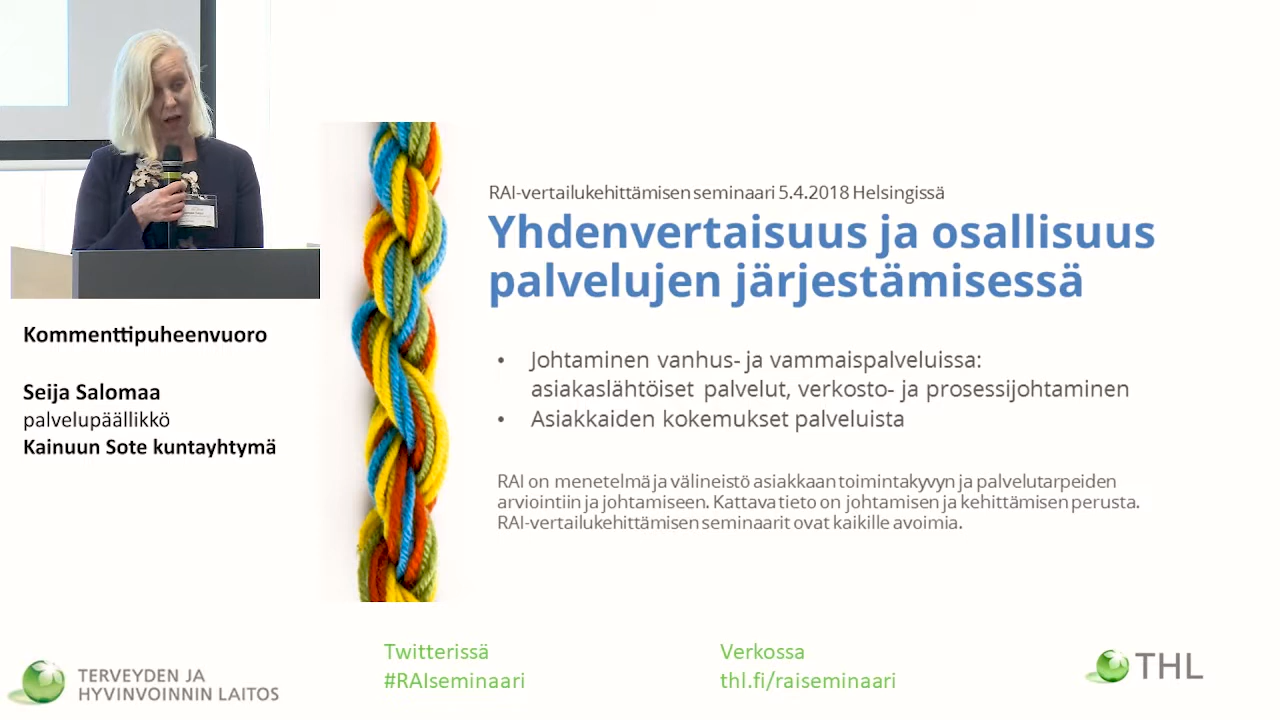 RAI-vertailukehittämisen seminaari 5.4.2018 Helsingissä
Yhdenvertaisuus ja osallisuus
palvelujen järjestämisessä
• Johtaminen vanhus- ja vammaispalveluissa:
asiakaslähtöiset palvelut, verkosto- ja prosessijohtaminen
• Asiakkaiden kokemukset palveluista
RAI on menetelmä ja välineistö asiakkaan toimintakyvyn ja palvelutarpeiden
arviointiin ja johtamiseen. Kattava tieto on johtamisen ja kehittämisen perusta.
RAI-vertailukehittämisen seminaarit ovat kaikille avoimia.
Kommenttipuheenvuoro
Seija Salomaa
palvelupäällikkö
Kainuun Sote kuntayhtymä
TERVEYDEN JA
HYVINVOINNIN LAITOS
Twitterissä
#RAIseminaari
Verkossa
thl.fi/raiseminaari
THL